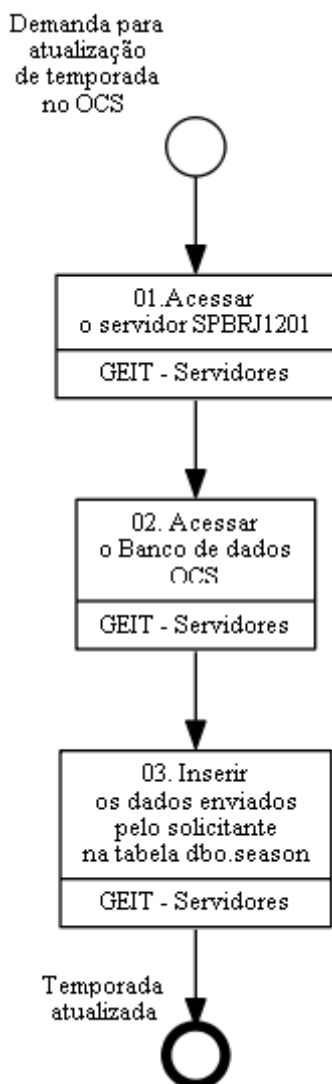 Demanda para
atualização
de temporada
no OCS
01.Acessar
o servidor SPBRJ1201
GEIT - Servidores
02. Acessar
o Banco de dados
OCS
GEIT - Servidores
03. Inserir
os dados enviados
pelo solicitante
na tabela dbo.season
GEIT - Servidores
Temporada
atualizada